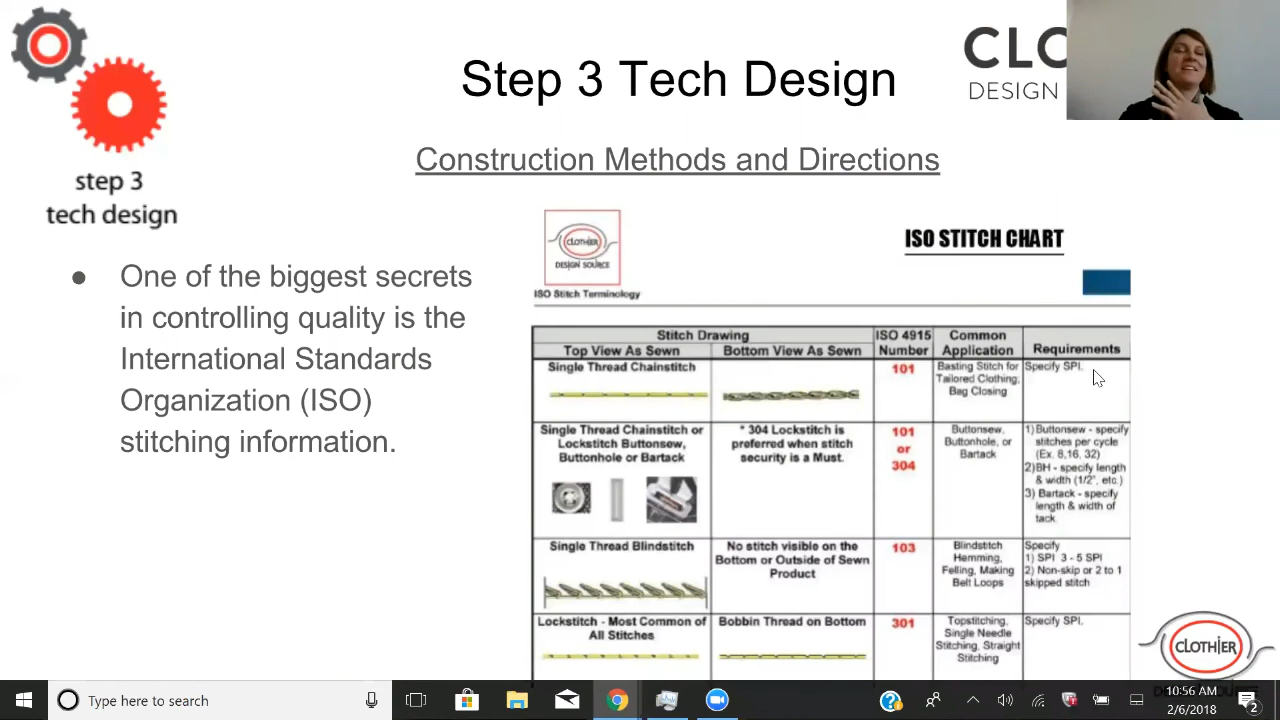 Step 3 Tech Design
CLO
DESIGN
step 3
tech design
Construction Methods and Directions
● One of the biggest secrets
in controlling quality is the
International Standards
Organization (ISO)
stitching information.
CLOTHIER
DESIGN SOURCE
ISO STITCH CHART
ISO Stitch Terminology
Stitch Drawing
Top View As Sewn
Bottom View As Sewn
ISO 4915
Number
Common
Application
Requirements
Single Thread Chainstitch
101
Basting Stitch for
Tailored Clothing;
Bag Closing
Specify SPI.
Single Thread Chainstitch or
Lockstitch Buttonsew,
Buttonhole or Bartack
* 304 Lockstitch is
preferred when stitch
security is a Must.
101
or
304
Buttonsew,
Buttonhole, or
Bartack
1) Buttonsew - specify
stitches per cycle
(Ex. 8,16, 32)
2)BH - specify length
& width (1/2", etc.)
3) Bartack - specify
length & width of
tack.
Single Thread Blindstitch
No stitch visible on the
Bottom or Outside of Sewn
Product
103
Blindstitch
Hemming,
Felling, Making
Belt Loops
Specify
1) SPI 3 - 5 SPI
2) Non-skip or 2 to 1
skipped stitch
Lockstitch - Most Common of
All Stitches
Bobbin Thread on Bottom
301
Topstitching,
Single Needle
Stitching, Straight
Stitching
Specify SPI.
CLOTHIER
Type here to search
10:56 AM
2/6/2018
2